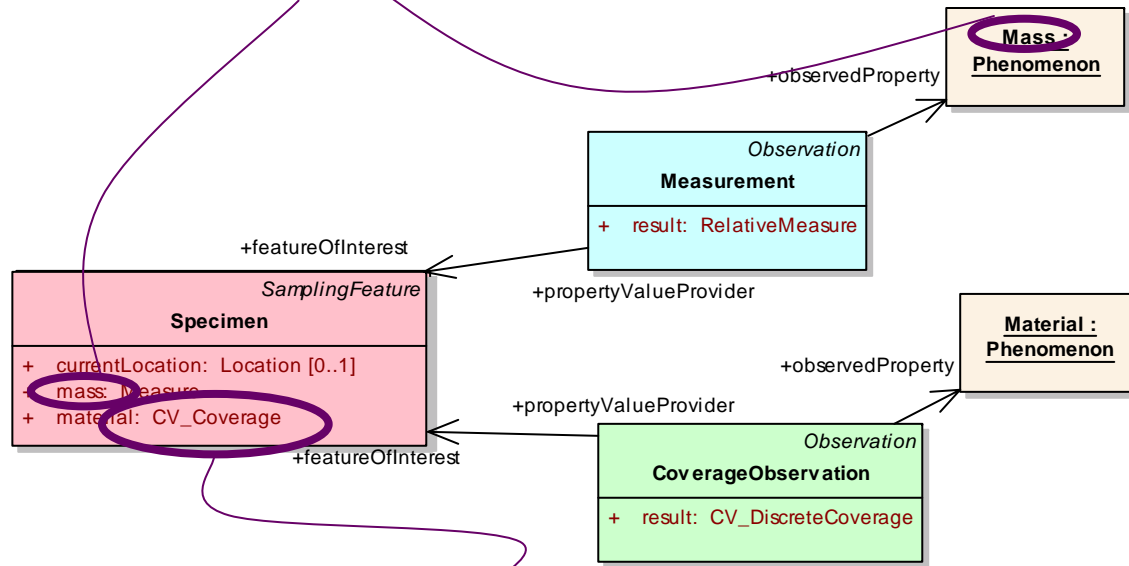 Mass :
Phenomenon
+observedProperty
Observation
Measurement
+ result: RelativeMeasure
+featureOfInterest
+propertyValueProvider
SamplingFeature
Specimen
+ currentLocation: Location [0..1]
+ mass: Measure
+ material: CV_Coverage
Material :
Phenomenon
+observedProperty
+propertyValueProvider
+featureOfInterest
Observation
CoverageObservation
+ result: CV_DiscreteCoverage